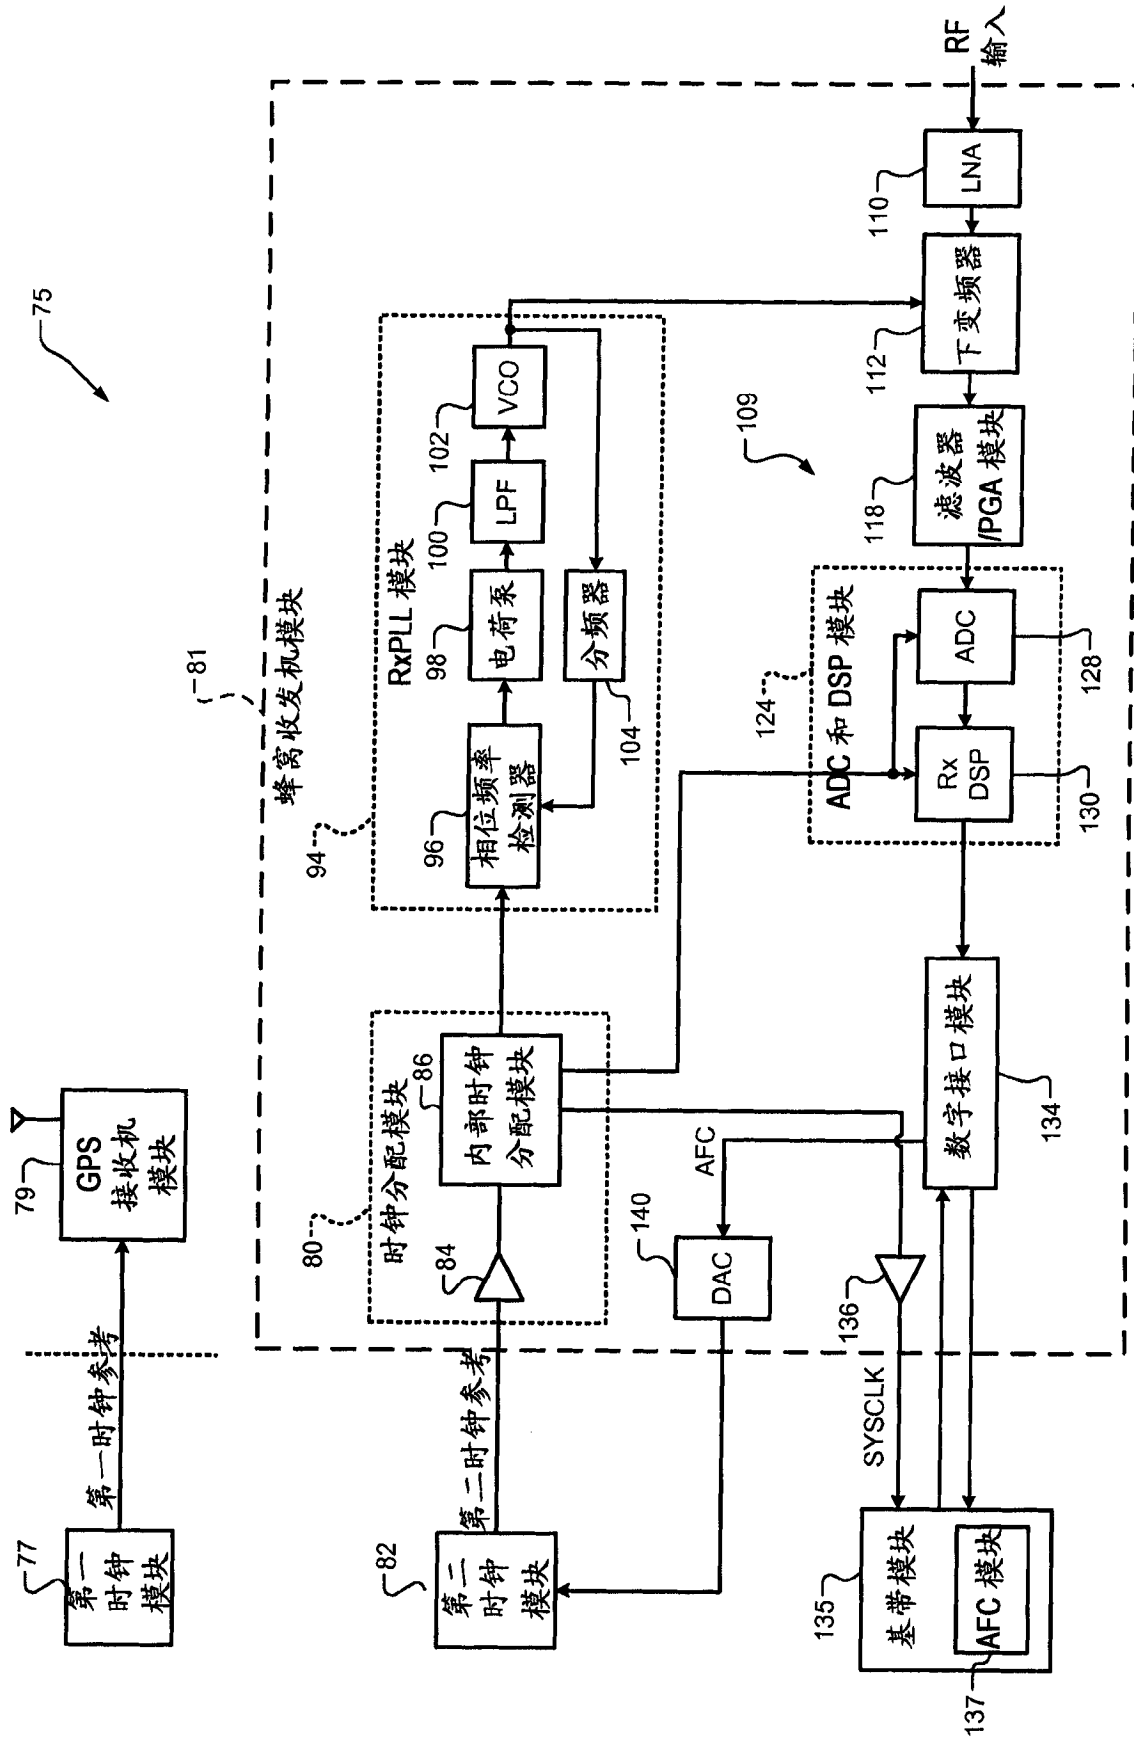 75
77
第一
时钟
模块
第一时钟参考
79
GPS
接收机
模块
81
蜂窝收发机模块
82
第二
时钟
模块
第二时钟参考
80
时钟分配模块
84
86
内部时钟
分配模块
94
RxPLL 模块
96
相位频率
检测器
98
电荷泵
100
LPF
102
VCO
104
分频器
140
DAC
AFC
109
124
ADC 和 DSP 模块
Rx
DSP
130
ADC
128
118
滤波器
/PGA 模块
112
下变频器
110
LNA
RF
输入
134
数字接口模块
136
SYSCLK
135
基带模块
AFC 模块
137